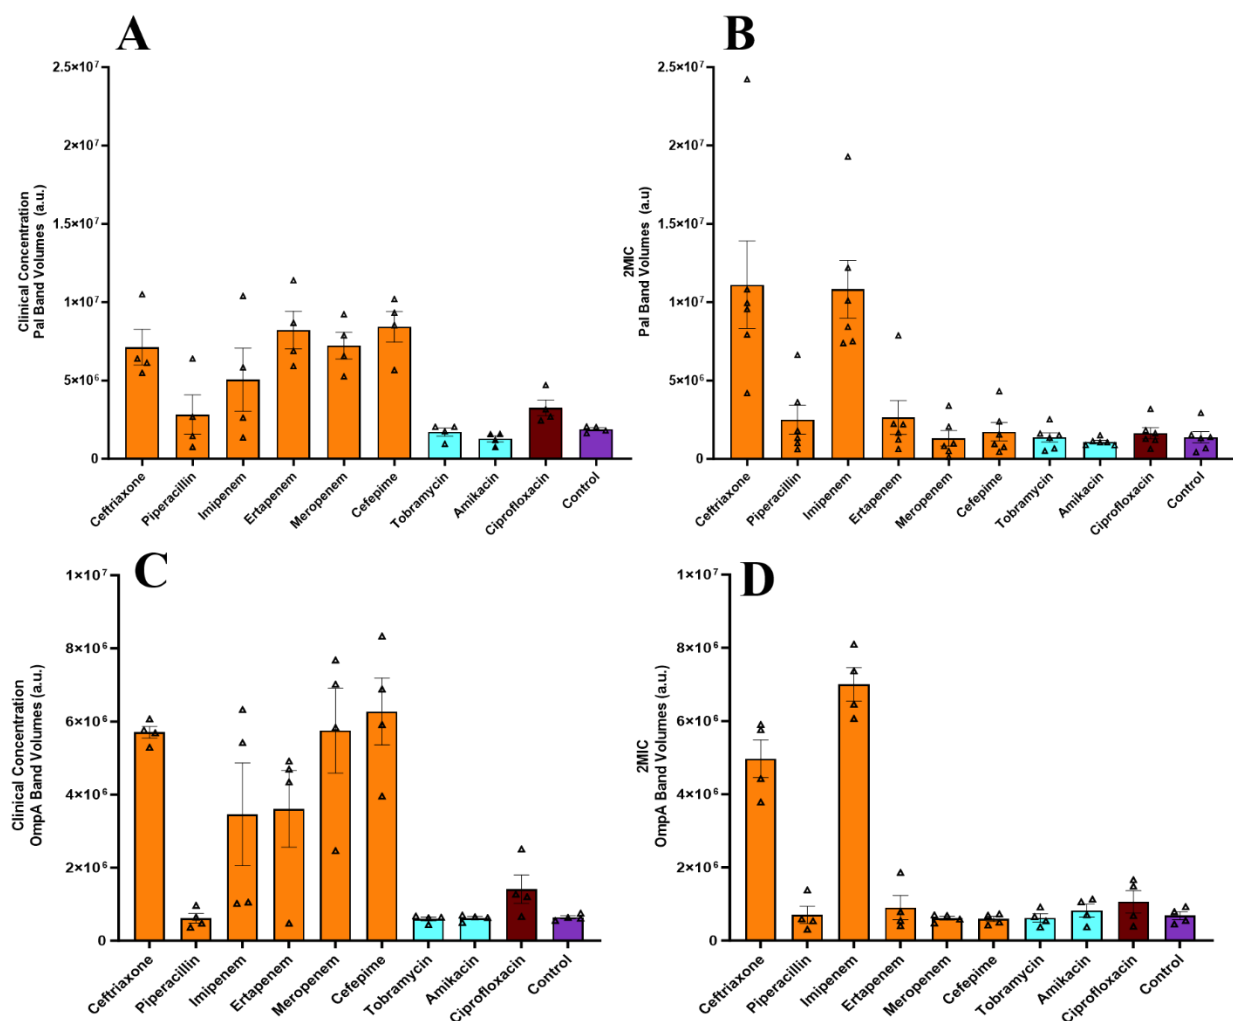 A
Clinical Concentration
Pal Band Volumes (a.u.)
2.5×10⁷
2×10⁷
1.5×10⁷
1×10⁷
5×10⁶
0
Ceftriaxone
Piperacillin
Imipenem
Ertapenem
Meropenem
Cefepime
Tobramycin
Amikacin
Ciprofloxacin
Control
B
2MIC
Pal Band Volumes (a.u)
2.5×10⁷
2×10⁷
1.5×10⁷
1×10⁷
5×10⁶
0
Ceftriaxone
Piperacillin
Imipenem
Ertapenem
Meropenem
Cefepime
Tobramycin
Amikacin
Ciprofloxacin
Control
C
Clinical Concentration
OmpA Band Volumes (a.u.)
1×10⁷
8×10⁶
6×10⁶
4×10⁶
2×10⁶
0
Ceftriaxone
Piperacillin
Imipenem
Ertapenem
Meropenem
Cefepime
Tobramycin
Amikacin
Ciprofloxacin
Control
D
2MIC
OmpA Band Volumes (a.u.)
1×10⁷
8×10⁶
6×10⁶
4×10⁶
2×10⁶
0
Ceftriaxone
Piperacillin
Imipenem
Ertapenem
Meropenem
Cefepime
Tobramycin
Amikacin
Ciprofloxacin
Control